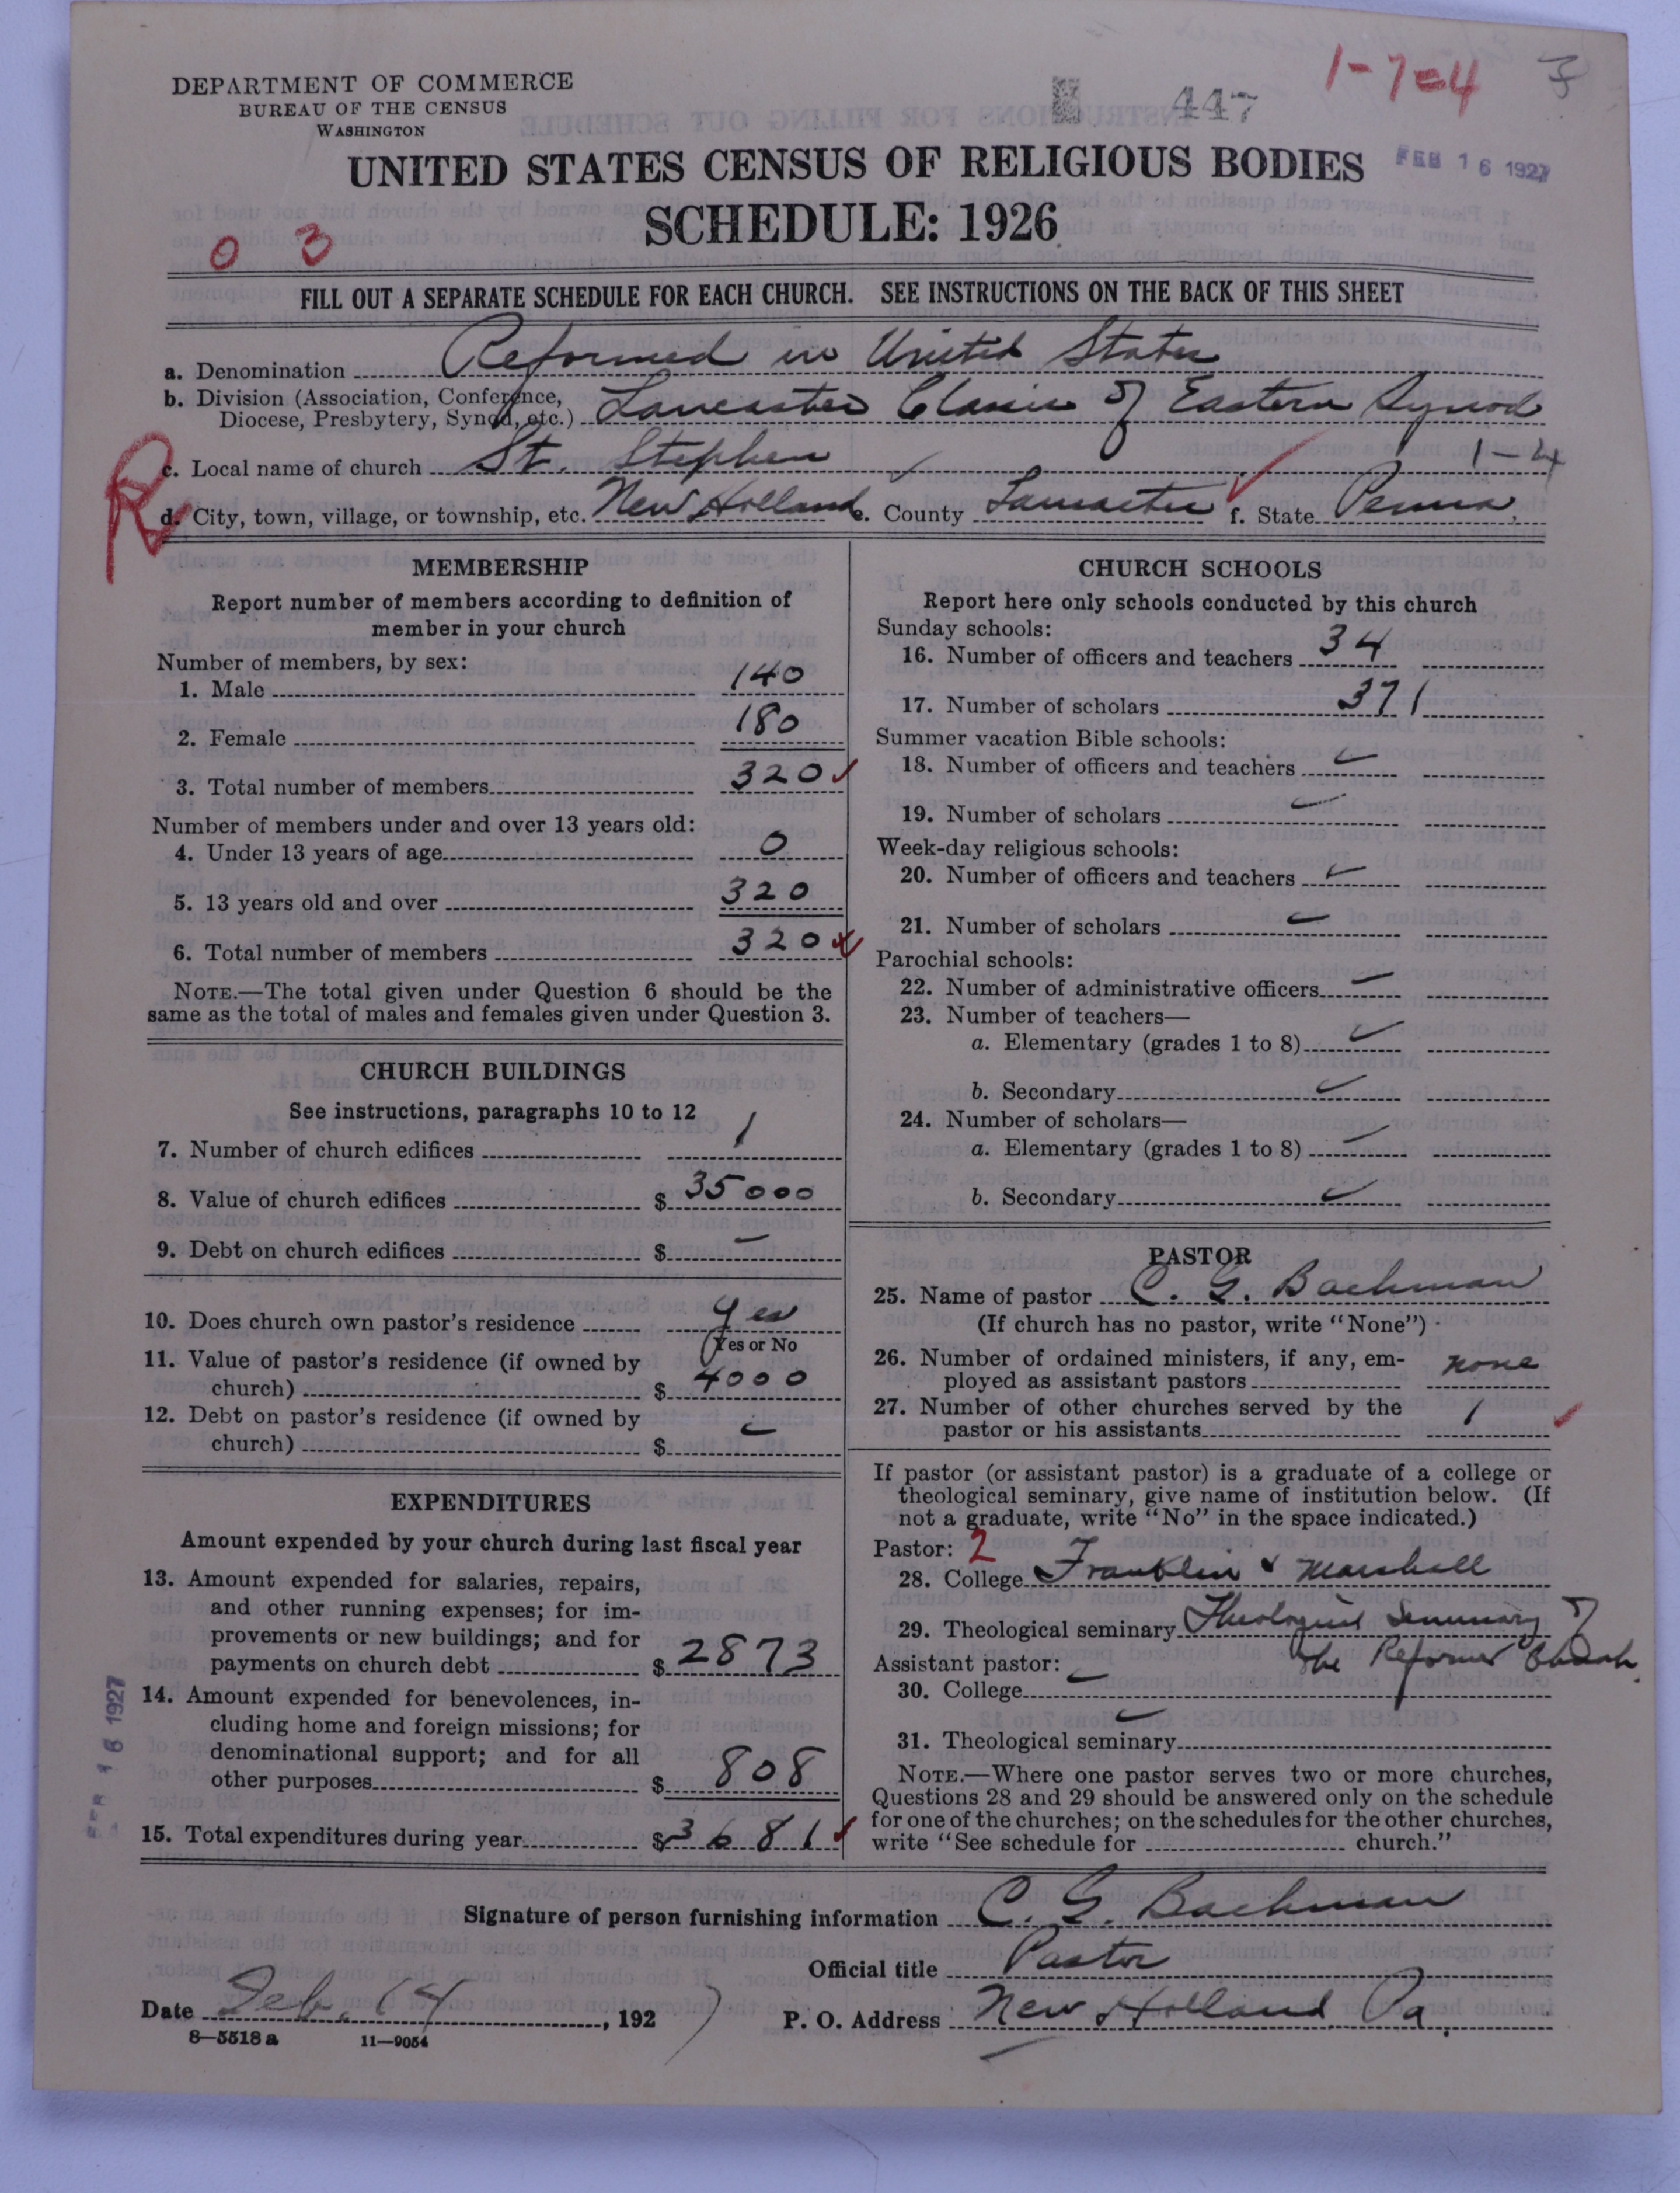 1-7=4
DEPARTMENT OF COMMERCE
BUREAU OF THE CENSUS
WASHINGTON
447
UNITED STATES CENSUS OF RELIGIOUS BODIES
FEB 16 1927
SCHEDULE: 1926
0 3
FILL OUT A SEPARATE SCHEDULE FOR EACH CHURCH. SEE INSTRUCTIONS ON THE BACK OF THIS SHEET
a. Denomination Reformed in United States
b. Division (Association, Conference, Diocese, Presbytery, Synod, etc.) Lancaster Classis of Eastern Synod
R
c. Local name of church St. Stephen 1-4
d. City, town, village, or township, etc. New Holland e. County Lancaster f. State Penna.
MEMBERSHIP
Report number of members according to definition of
member in your church
Number of members, by sex:
1. Male 140
2. Female 180
3. Total number of members 320
Number of members under and over 13 years old:
4. Under 13 years of age 0
5. 13 years old and over 320
6. Total number of members 320
NOTE.—The total given under Question 6 should be the
same as the total of males and females given under Question 3.
CHURCH BUILDINGS
See instructions, paragraphs 10 to 12
7. Number of church edifices 1
8. Value of church edifices $ 35000
9. Debt on church edifices $ —
10. Does church own pastor's residence Yes
(Yes or No)
11. Value of pastor's residence (if owned by
church) $ 4000
12. Debt on pastor's residence (if owned by
church) $
EXPENDITURES
Amount expended by your church during last fiscal year
13. Amount expended for salaries, repairs,
and other running expenses; for im-
provements or new buildings; and for
payments on church debt $ 2873
14. Amount expended for benevolences, in-
cluding home and foreign missions; for
denominational support; and for all
other purposes $ 808
15. Total expenditures during year $ 3681
FEB 16 1927
CHURCH SCHOOLS
Report here only schools conducted by this church
Sunday schools:
16. Number of officers and teachers 34
17. Number of scholars 371
Summer vacation Bible schools:
18. Number of officers and teachers
19. Number of scholars
Week-day religious schools:
20. Number of officers and teachers
21. Number of scholars
Parochial schools:
22. Number of administrative officers
23. Number of teachers—
a. Elementary (grades 1 to 8)
b. Secondary
24. Number of scholars—
a. Elementary (grades 1 to 8)
b. Secondary
PASTOR
25. Name of pastor C. G. Bachman
(If church has no pastor, write "None")
26. Number of ordained ministers, if any, em-
ployed as assistant pastors none
27. Number of other churches served by the
pastor or his assistants 1
If pastor (or assistant pastor) is a graduate of a college or
theological seminary, give name of institution below. (If
not a graduate, write "No" in the space indicated.)
Pastor: 2
28. College Franklin & Marshall
29. Theological seminary Theological Seminary of
the Reformed Church.
Assistant pastor:
30. College
31. Theological seminary
NOTE.—Where one pastor serves two or more churches,
Questions 28 and 29 should be answered only on the schedule
for one of the churches; on the schedules for the other churches,
write "See schedule for church."
Signature of person furnishing information C. G. Bachman
Official title Pastor
Date Feb. 14, 1927 P. O. Address New Holland Pa.
8—5518 a 11—9054